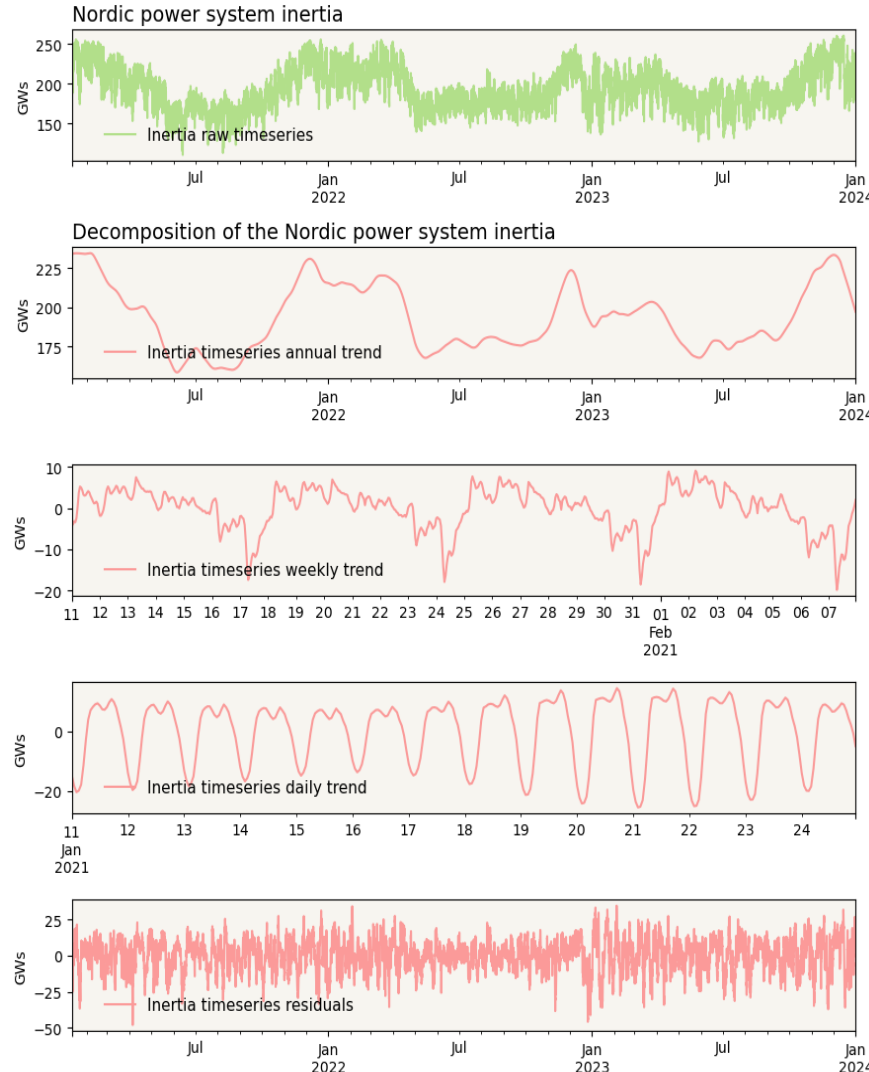 Nordic power system inertia
250
200
150
GWs
Inertia raw timeseries
Jul Jan Jul Jan Jul Jan
2022 2023 2024
Decomposition of the Nordic power system inertia
225
200
175
GWs
Inertia timeseries annual trend
Jul Jan Jul Jan Jul Jan
2022 2023 2024
10
0
−10
−20
GWs
Inertia timeseries weekly trend
11 12 13 14 15 16 17 18 19 20 21 22 23 24 25 26 27 28 29 30 31 01 02 03 04 05 06 07
Feb
2021
0
−20
GWs
Inertia timeseries daily trend
11 12 13 14 15 16 17 18 19 20 21 22 23 24
Jan
2021
25
0
−25
−50
GWs
Inertia timeseries residuals
Jul Jan Jul Jan Jul Jan
2022 2023 2024